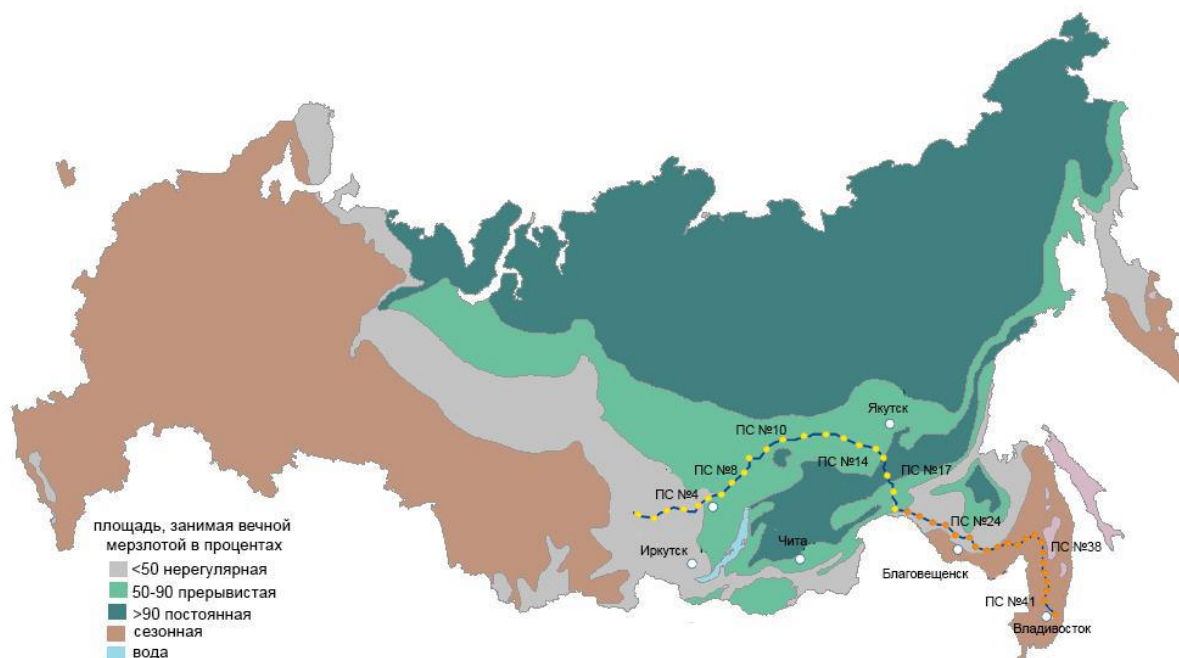 Якутск
ПС №10
ПС №8
ПС №14
ПС №17
ПС №4
ПС №24
площадь, занимая вечной
мерзлотой в процентах
Иркутск
Чита
ПС №38
<50 нерегулярная
Благовещенск
50-90 прерывистая
ПС №41
>90 постоянная
Владивосток
сезонная
вода